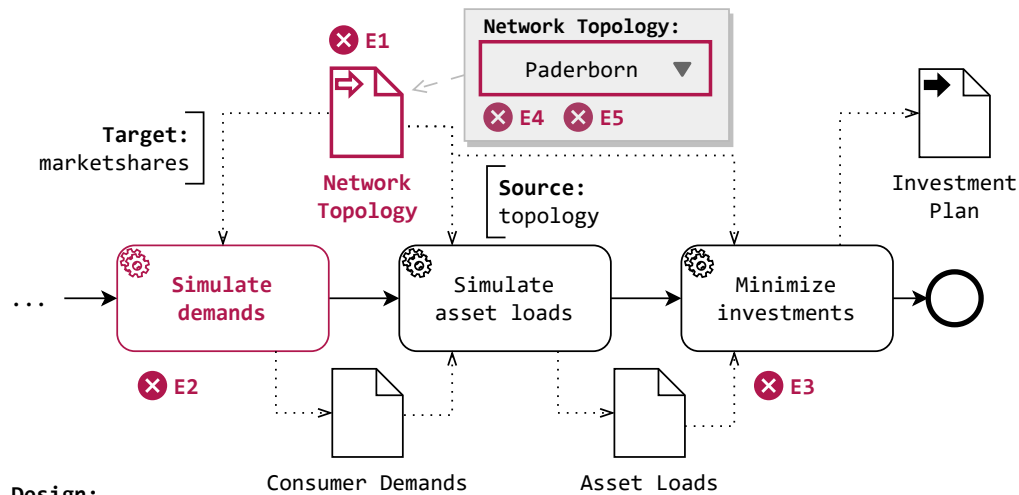 E1
Network Topology:
Paderborn
E4 E5
Target:
marketshares
Network
Topology
Source:
topology
Investment
Plan
...
Simulate
demands
Simulate
asset loads
Minimize
investments
E2
E3
Consumer Demands
Asset Loads
Design: